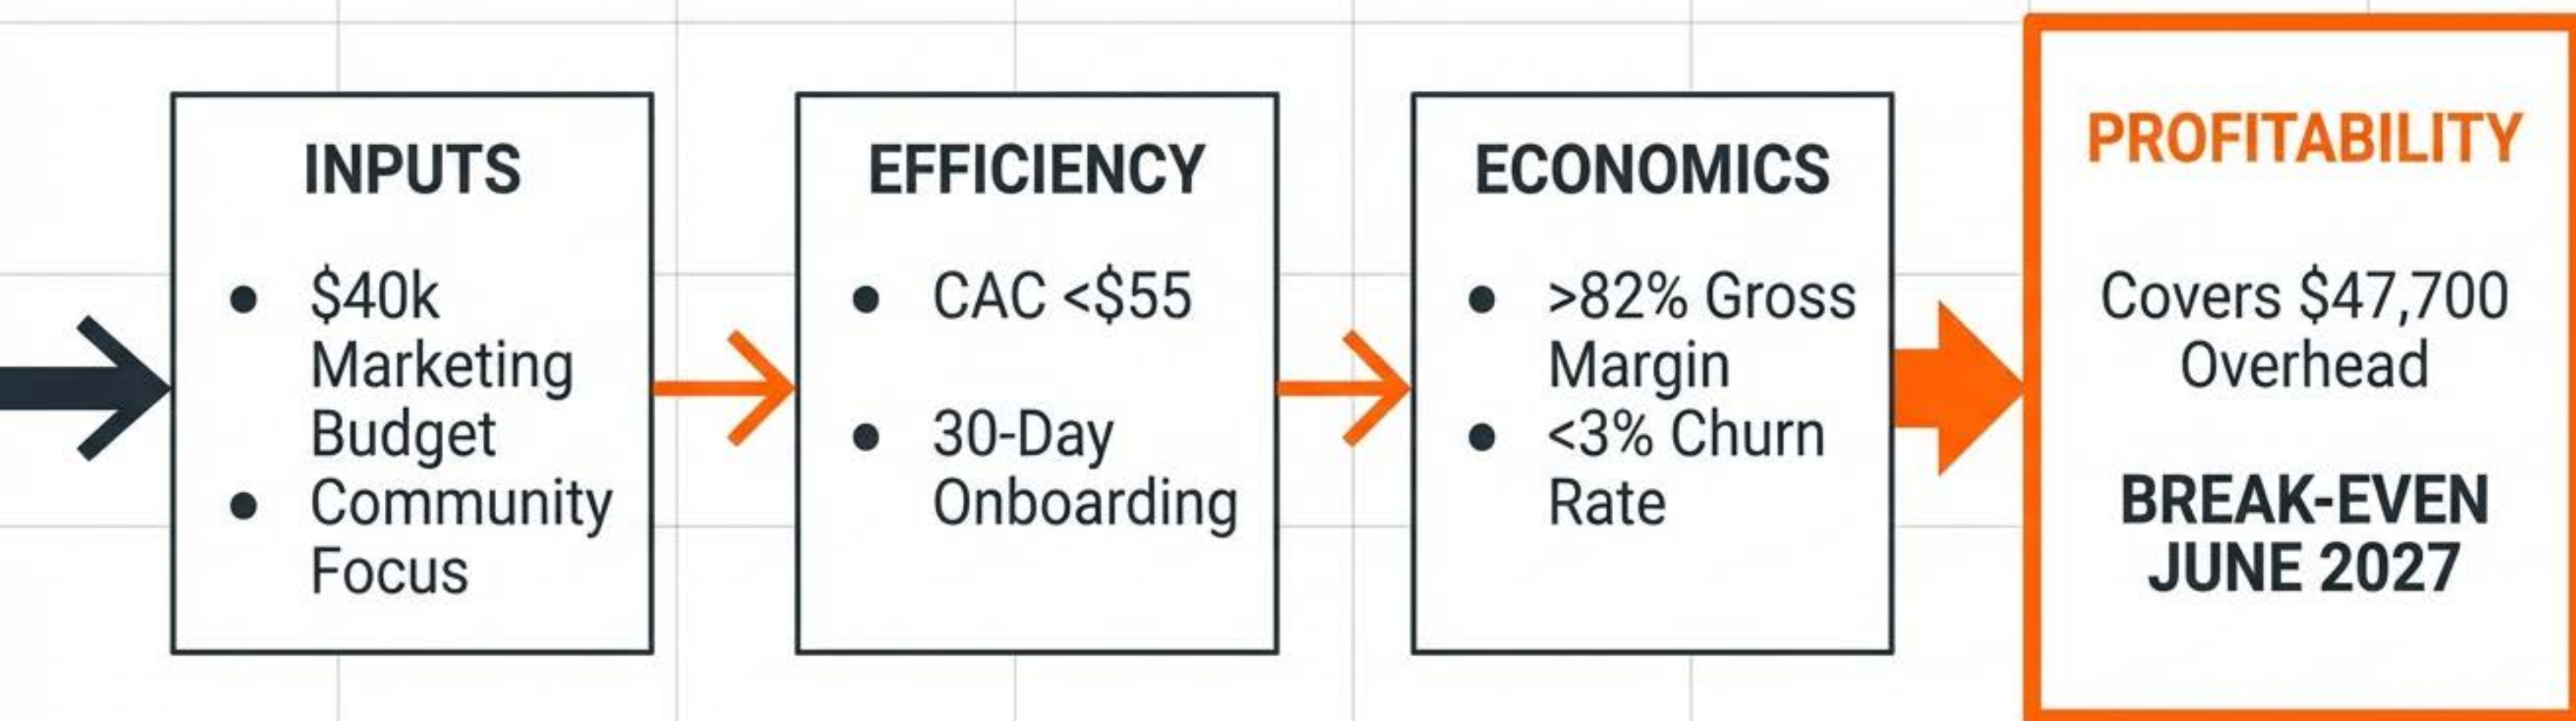 INPUTS
● $40k
Marketing
Budget
● Community
Focus
EFFICIENCY
● CAC <$55
● 30-Day
Onboarding
ECONOMICS
● >82% Gross
Margin
● <3% Churn
Rate
PROFITABILITY
Covers $47,700
Overhead
BREAK-EVEN
JUNE 2027